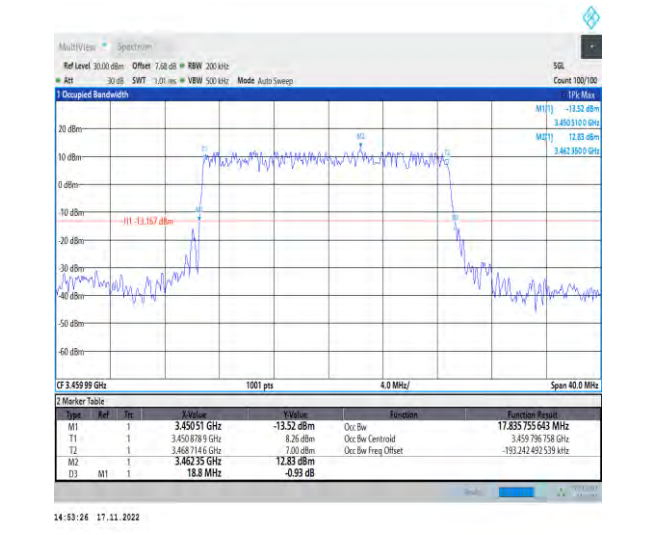 MultiView Spectrum
Ref Level 30.00 dBm Offset 7.68 dB RBW 200 kHz SGL
Att 30 dB SWT 1.01 ms VBW 500 kHz Mode Auto Sweep Count 100/100
1 Occupied Bandwidth 1Pk Max
M1[1] -13.52 dBm
3.450 510 0 GHz
20 dBm M2 M2[1] 12.83 dBm
3.462 350 0 GHz
T1 T2
10 dBm
0 dBm
-10 dBm M1
H1 -13.167 dBm D3
-20 dBm
-30 dBm
-40 dBm
-50 dBm
-60 dBm
CF 3.459 99 GHz 1001 pts 4.0 MHz/ Span 40.0 MHz
2 Marker Table
Type Ref Trc X-Value Y-Value Function Function Result
M1 1 3.450 51 GHz -13.52 dBm Occ Bw 17.835 755 643 MHz
T1 1 3.450 878 9 GHz 8.26 dBm Occ Bw Centroid 3.459 796 758 GHz
T2 1 3.468 714 6 GHz 7.00 dBm Occ Bw Freq Offset -193.242 492 539 kHz
M2 1 3.462 35 GHz 12.83 dBm
D3 M1 1 18.8 MHz -0.93 dB
14:53:26 17.11.2022